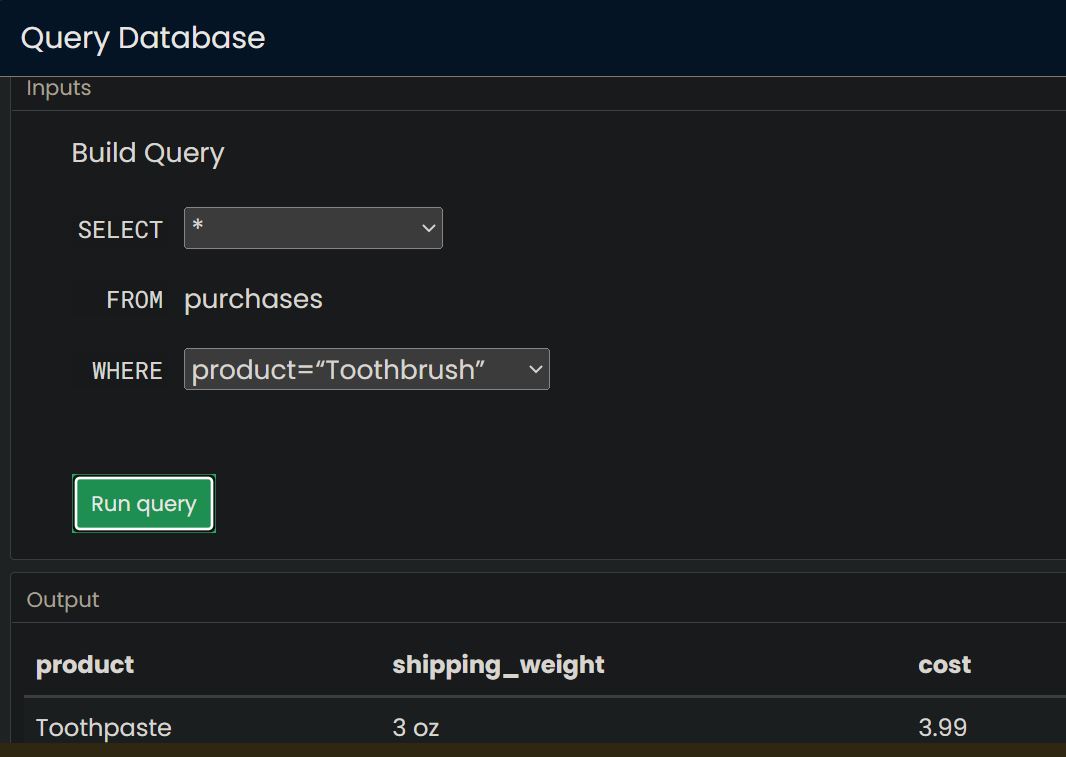 Query Database
Inputs
Build Query
SELECT *
FROM purchases
WHERE product=“Toothbrush”
Run query
Output
product shipping_weight cost
Toothpaste 3 oz 3.99